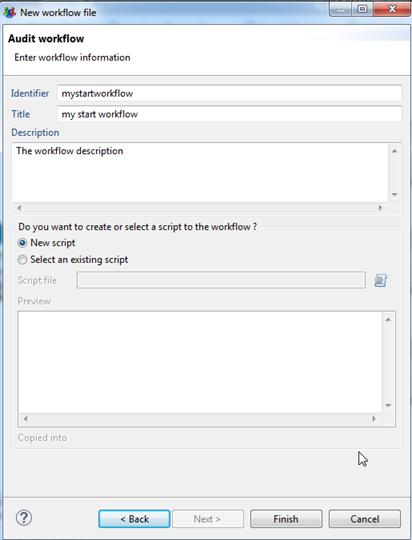 New workflow file
Audit workflow
Enter workflow information
Identifier mystartworkflow
Title my start workflow
Description
The workflow description
Do you want to create or select a script to the workflow ?
New script
Select an existing script
Script file
Preview
Copied into
? < Back Next > Finish Cancel